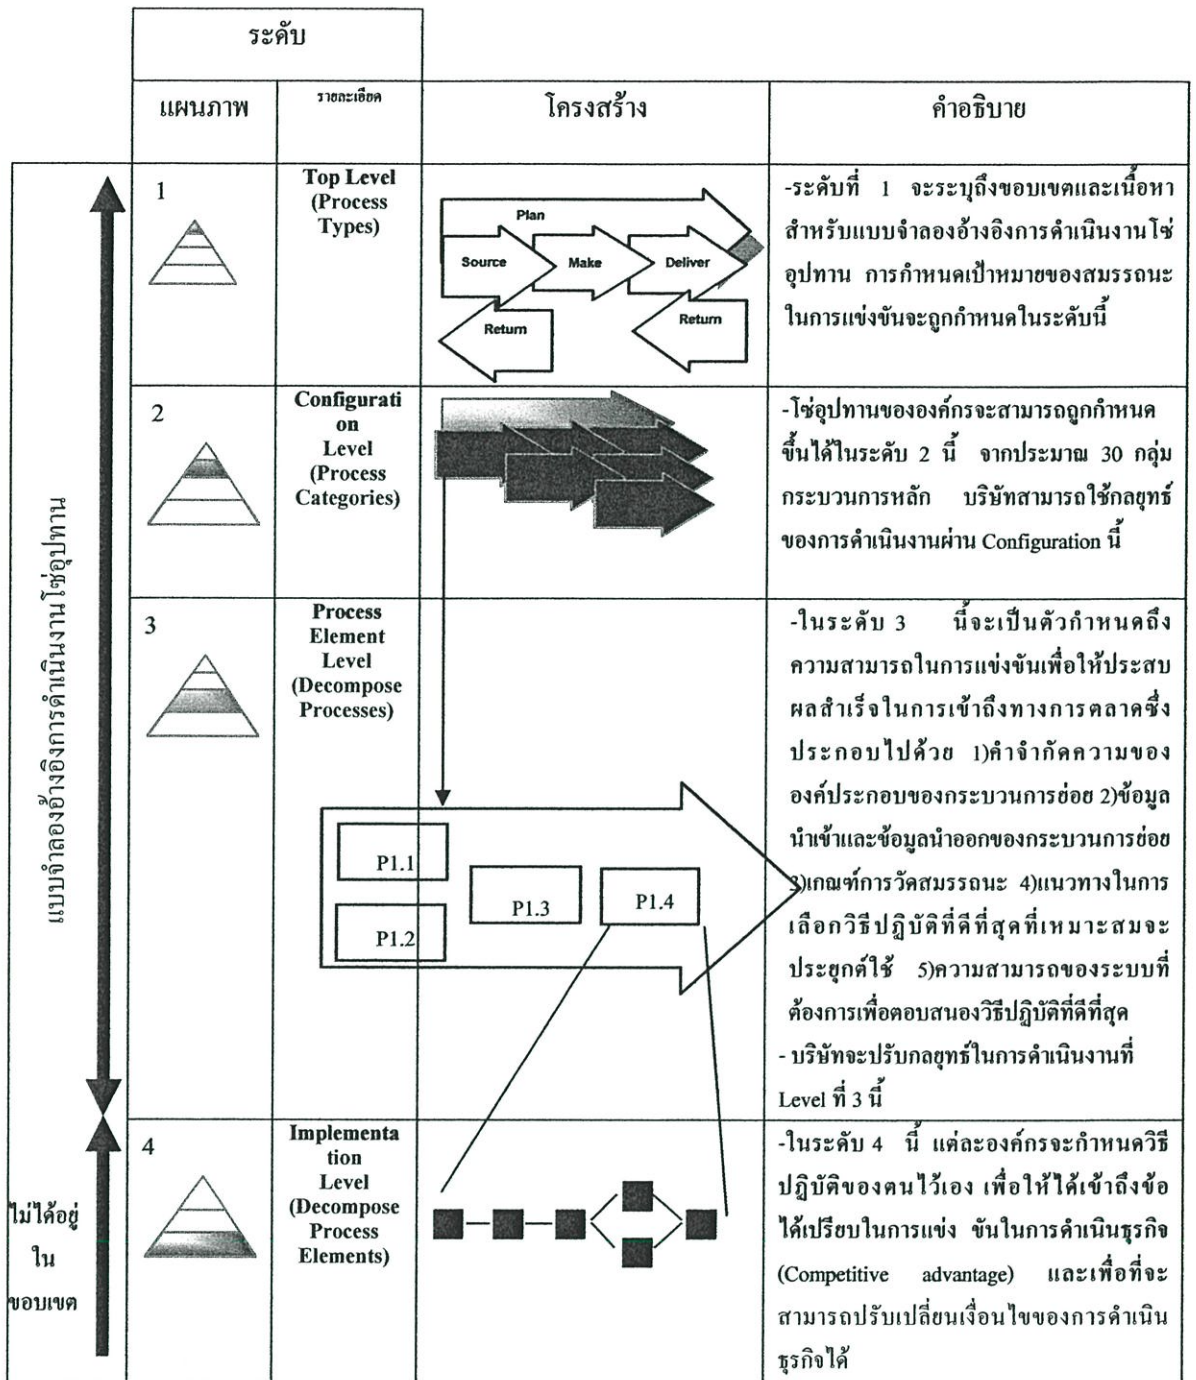 ระดับ
แผนภาพ
รายละเอียด
โครงสร้าง
คำอธิบาย
แบบจำลองอ้างอิงการดำเนินงานโซ่อุปทาน
1
Top Level
(Process
Types)
Plan
Source
Make
Deliver
Return
Return
-ระดับที่ 1 จะระบุถึงขอบเขตและเนื้อหา
สำหรับแบบจำลองอ้างอิงการดำเนินงานโซ่
อุปทาน การกำหนดเป้าหมายของสมรรถนะ
ในการแข่งขันจะถูกกำหนดในระดับนี้
2
Configurati
on
Level
(Process
Categories)
-โซ่อุปทานขององค์กรจะสามารถถูกกำหนด
ขึ้นได้ในระดับ 2 นี้ จากประมาณ 30 กลุ่ม
กระบวนการหลัก บริษัทสามารถใช้กลยุทธ์
ของการดำเนินงานผ่าน Configuration นี้
3
Process
Element
Level
(Decompose
Processes)
P1.1
P1.2
P1.3
P1.4
-ในระดับ 3 นี้จะเป็นตัวกำหนดถึง
ความสามารถในการแข่งขันเพื่อให้ประสบ
ผลสำเร็จในการเข้าถึงทางการตลาดซึ่ง
ประกอบไปด้วย 1)คำจำกัดความของ
องค์ประกอบของกระบวนการย่อย 2)ข้อมูล
นำเข้าและข้อมูลนำออกของกระบวนการย่อย
3)เกณฑ์การวัดสมรรถนะ 4)แนวทางในการ
เลือกวิธีปฏิบัติที่ดีที่สุดที่เหมาะสมจะ
ประยุกต์ใช้ 5)ความสามารถของระบบที่
ต้องการเพื่อตอบสนองวิธีปฏิบัติที่ดีที่สุด
- บริษัทจะปรับกลยุทธ์ในการดำเนินงานที่
Level ที่ 3 นี้
ไม่ได้อยู่
ใน
ขอบเขต
4
Implementa
tion
Level
(Decompose
Process
Elements)
-ในระดับ 4 นี้ แต่ละองค์กรจะกำหนดวิธี
ปฏิบัติของตนไว้เอง เพื่อให้ได้เข้าถึงข้อ
ได้เปรียบในการแข่ง ขันในการดำเนินธุรกิจ
(Competitive advantage) และเพื่อที่จะ
สามารถปรับเปลี่ยนเงื่อนไขของการดำเนิน
ธุรกิจได้